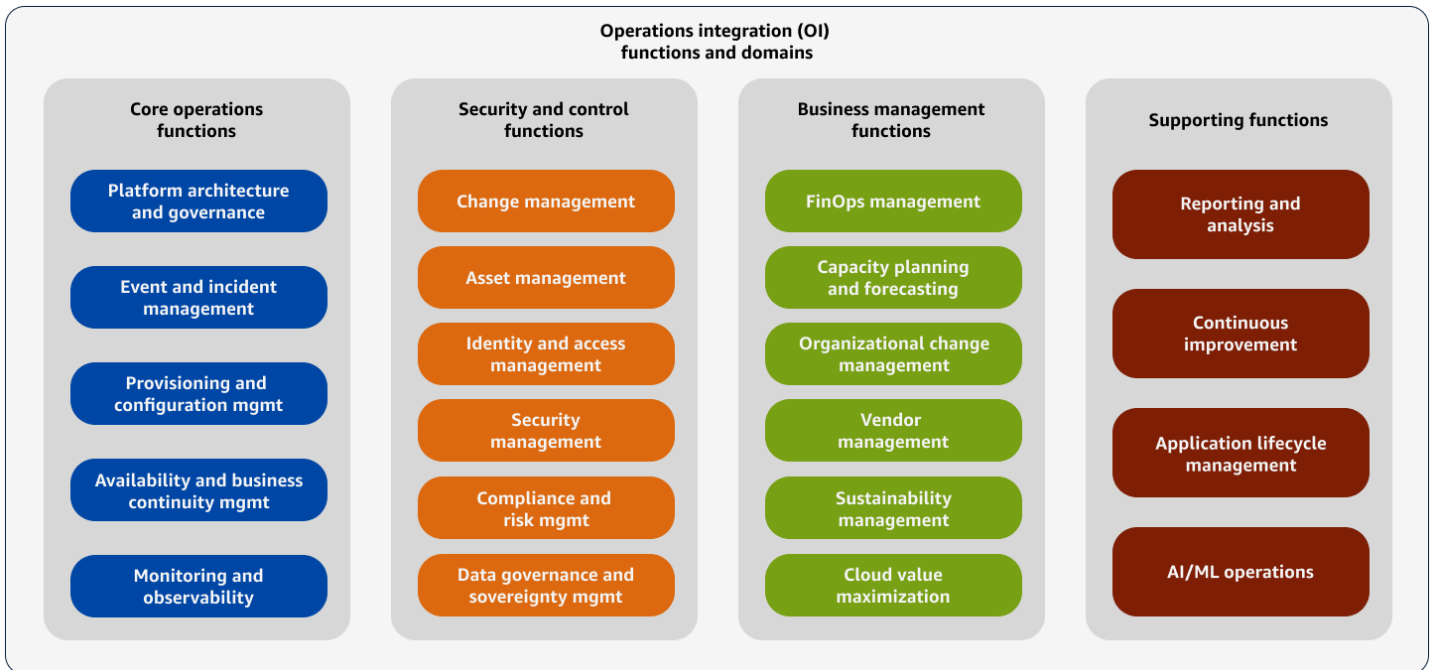 Operations integration (OI)
functions and domains
Core operations
functions
Platform architecture
and governance
Event and incident
management
Provisioning and
configuration mgmt
Availability and business
continuity mgmt
Monitoring and
observability
Security and control
functions
Change management
Asset management
Identity and access
management
Security
management
Compliance and
risk mgmt
Data governance and
sovereignty mgmt
Business management
functions
FinOps management
Capacity planning
and forecasting
Organizational change
management
Vendor
management
Sustainability
management
Cloud value
maximization
Supporting functions
Reporting and
analysis
Continuous
improvement
Application lifecycle
management
AI/ML operations